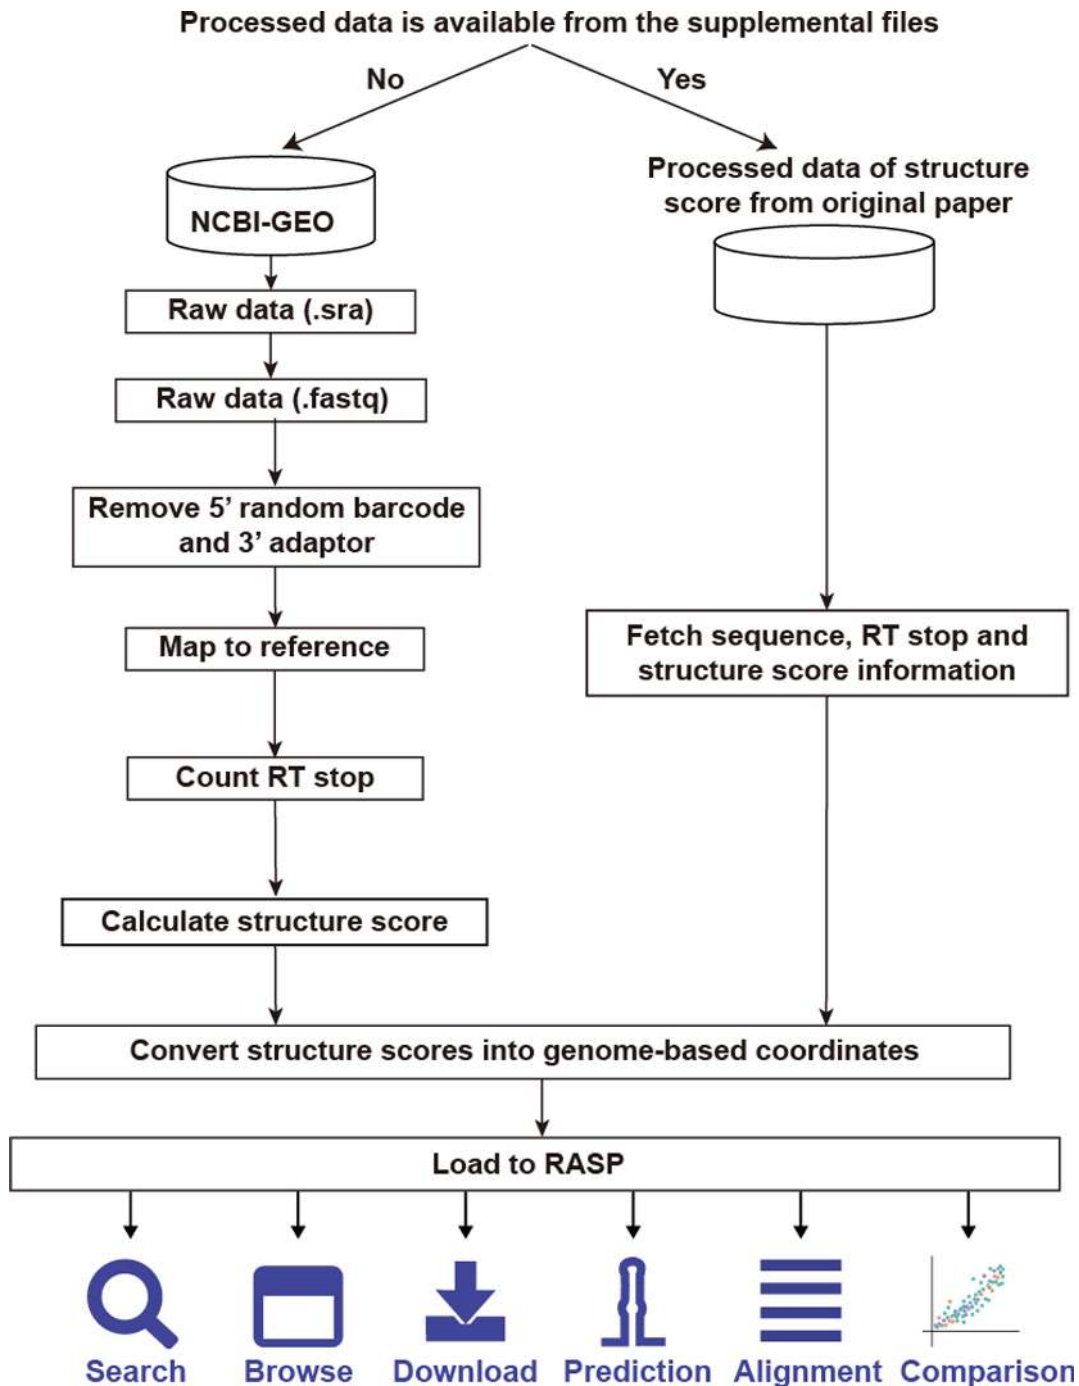 Processed data is available from the supplemental files
No
Yes
NCBI-GEO
Processed data of structure
score from original paper
Raw data (.sra)
Raw data (.fastq)
Remove 5’ random barcode
and 3’ adaptor
Map to reference
Fetch sequence, RT stop and
structure score information
Count RT stop
Calculate structure score
Convert structure scores into genome-based coordinates
Load to RASP
Search
Browse
Download
Prediction
Alignment
Comparison